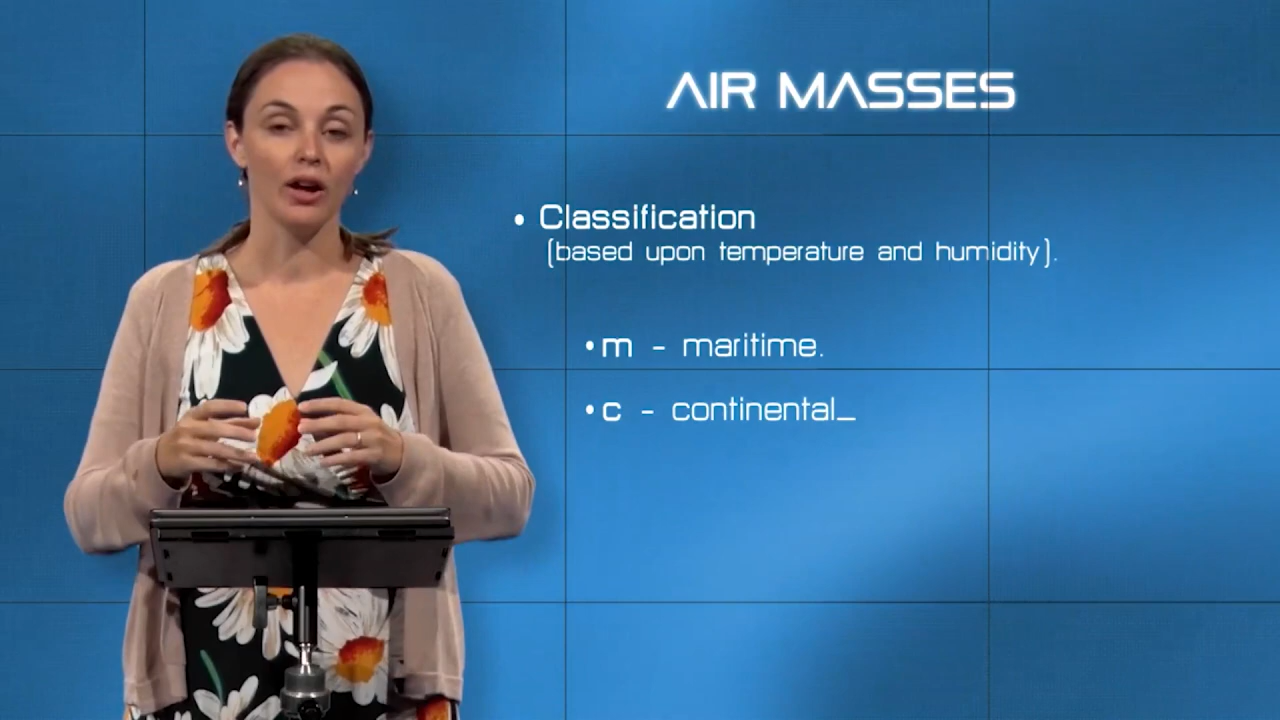 AIR MASSES
• Classification
(based upon temperature and humidity).
• m - maritime.
• c - continental_